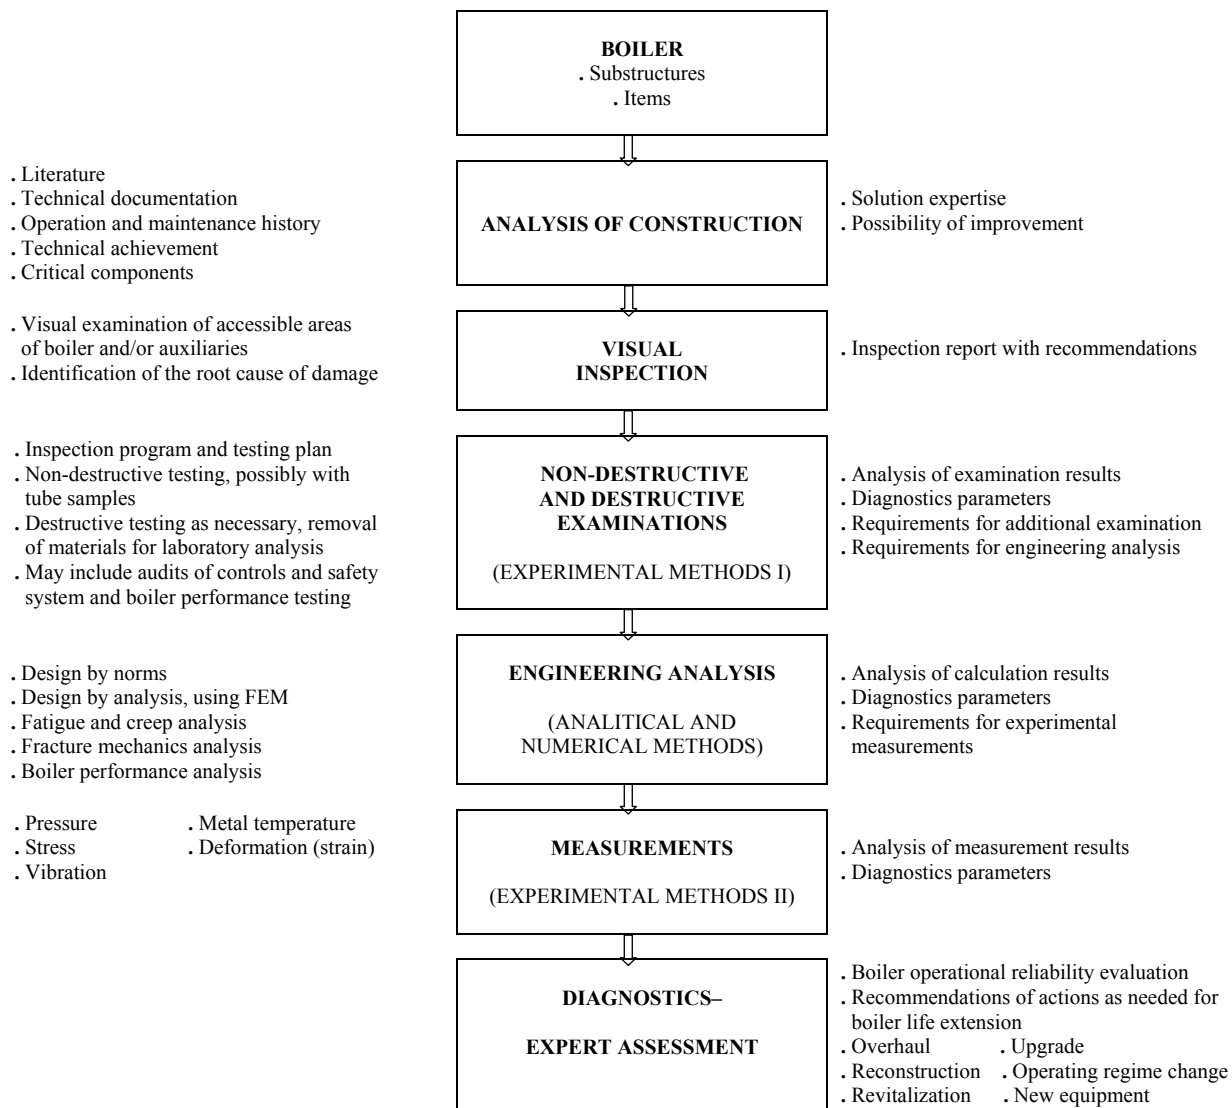 BOILER
. Substructures
. Items
. Literature
. Technical documentation
. Operation and maintenance history
. Technical achievement
. Critical components
ANALYSIS OF CONSTRUCTION
. Solution expertise
. Possibility of improvement
. Visual examination of accessible areas
of boiler and/or auxiliaries
. Identification of the root cause of damage
VISUAL
INSPECTION
. Inspection report with recommendations
. Inspection program and testing plan
. Non-destructive testing, possibly with
tube samples
. Destructive testing as necessary, removal
of materials for laboratory analysis
. May include audits of controls and safety
system and boiler performance testing
NON-DESTRUCTIVE
AND DESTRUCTIVE
EXAMINATIONS
(EXPERIMENTAL METHODS I)
. Analysis of examination results
. Diagnostics parameters
. Requirements for additional examination
. Requirements for engineering analysis
. Design by norms
. Design by analysis, using FEM
. Fatigue and creep analysis
. Fracture mechanics analysis
. Boiler performance analysis
ENGINEERING ANALYSIS
(ANALITICAL AND
NUMERICAL METHODS)
. Analysis of calculation results
. Diagnostics parameters
. Requirements for experimental
measurements
. Pressure . Metal temperature
. Stress . Deformation (strain)
. Vibration
MEASUREMENTS
(EXPERIMENTAL METHODS II)
. Analysis of measurement results
. Diagnostics parameters
DIAGNOSTICS–
EXPERT ASSESSMENT
. Boiler operational reliability evaluation
. Recommendations of actions as needed for
boiler life extension
. Overhaul . Upgrade
. Reconstruction . Operating regime change
. Revitalization . New equipment